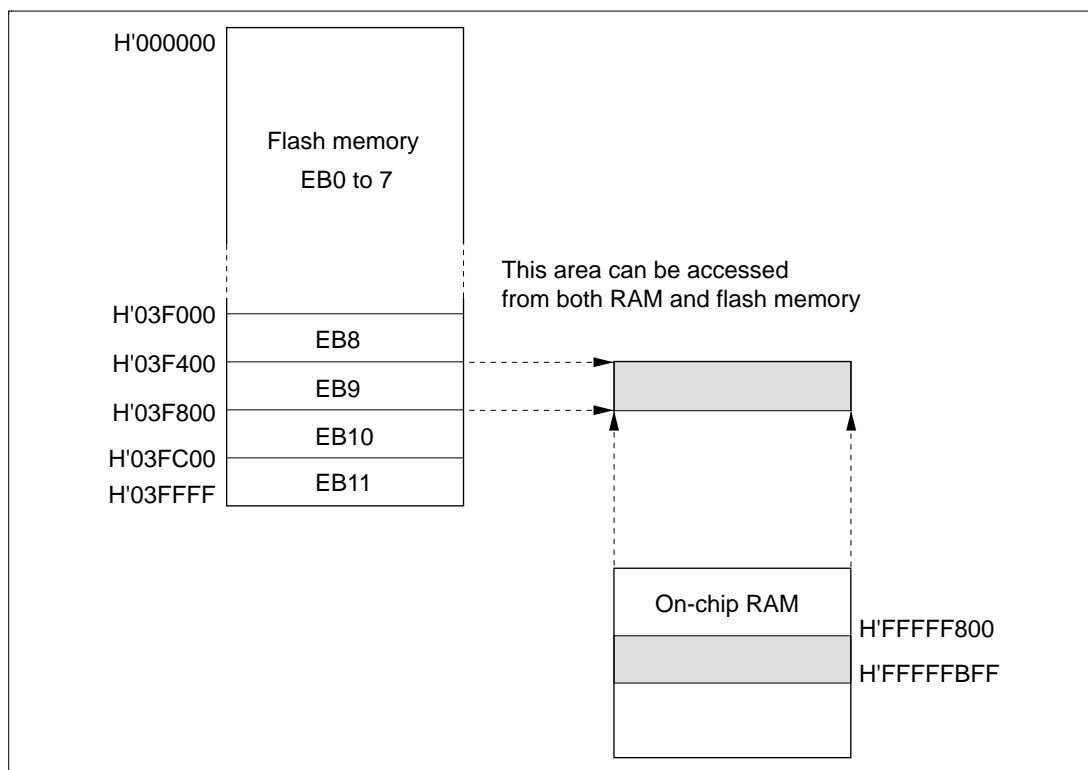 H'000000
Flash memory
EB0 to 7
This area can be accessed
from both RAM and flash memory
H'03F000
EB8
H'03F400
EB9
H'03F800
EB10
H'03FC00
EB11
H'03FFFF
On-chip RAM
H'FFFFF800
H'FFFFFBFF